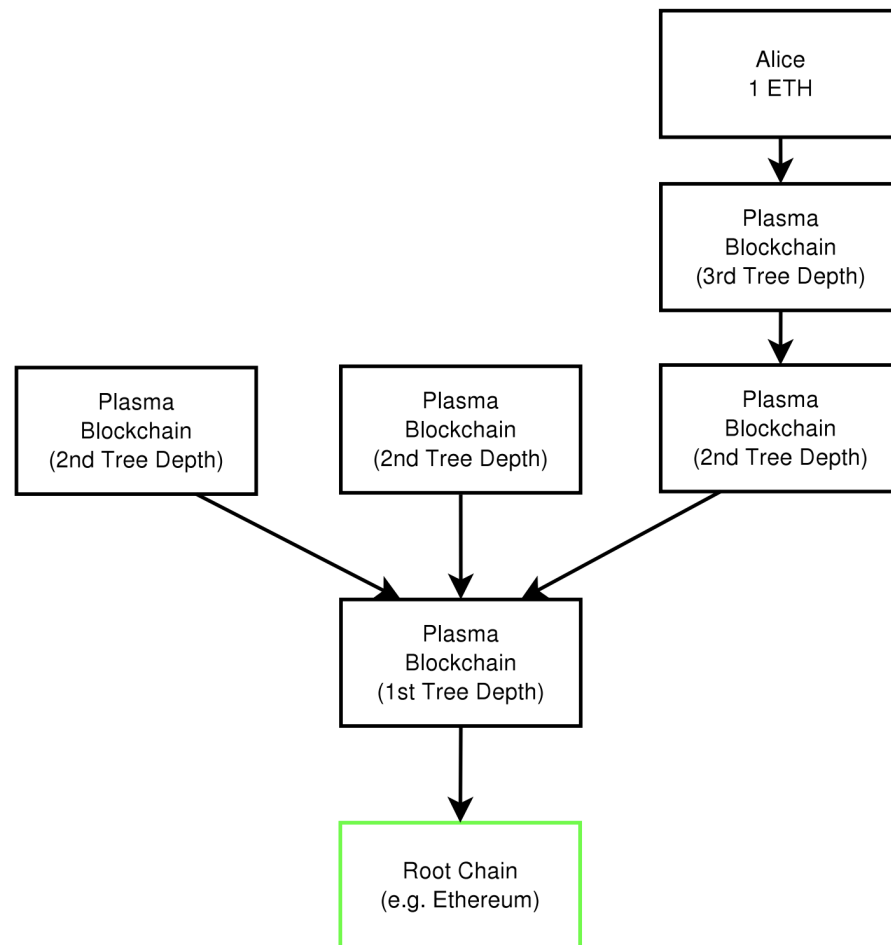 Alice
1 ETH
Plasma
Blockchain
(3rd Tree Depth)
Plasma
Blockchain
(2nd Tree Depth)
Plasma
Blockchain
(2nd Tree Depth)
Plasma
Blockchain
(2nd Tree Depth)
Plasma
Blockchain
(1st Tree Depth)
Root Chain
(e.g. Ethereum)